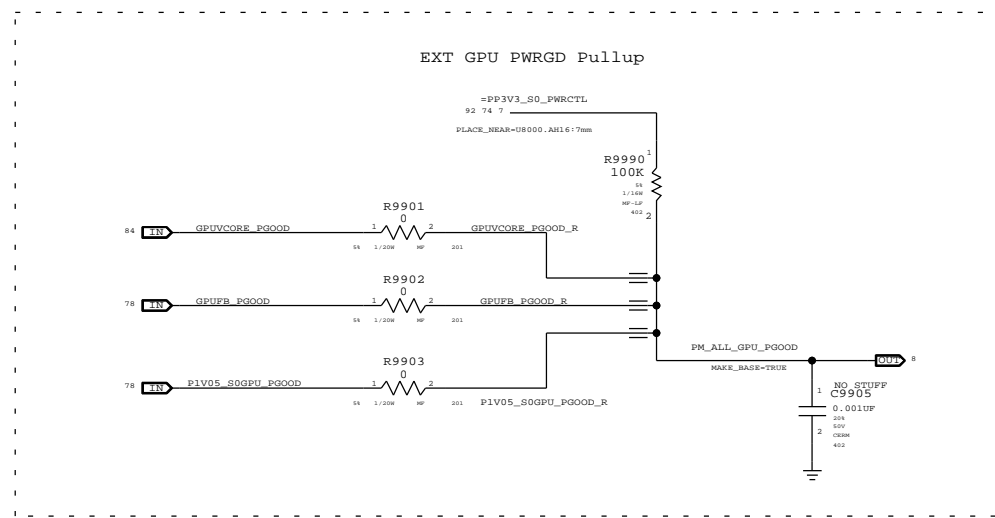 EXT GPU PWRGD Pullup
=PP3V3_S0_PWRCTL
92 74 7
PLACE_NEAR=U8000.AH16:7mm
1
R9990
100K
5%
1/16W
MF-LF
402
2
R9901
0
84 IN GPUVCORE_PGOOD 1 2 GPUVCORE_PGOOD_R
5% 1/20W MF 201
R9902
0
78 IN GPUFB_PGOOD 1 2 GPUFB_PGOOD_R
5% 1/20W MF 201
R9903
0
78 IN P1V05_S0GPU_PGOOD 1 2
5% 1/20W MF 201 P1V05_S0GPU_PGOOD_R
PM_ALL_GPU_PGOOD
OUT 8
MAKE_BASE=TRUE
NO STUFF
1 C9905
0.001UF
20%
50V
2 CERM
402